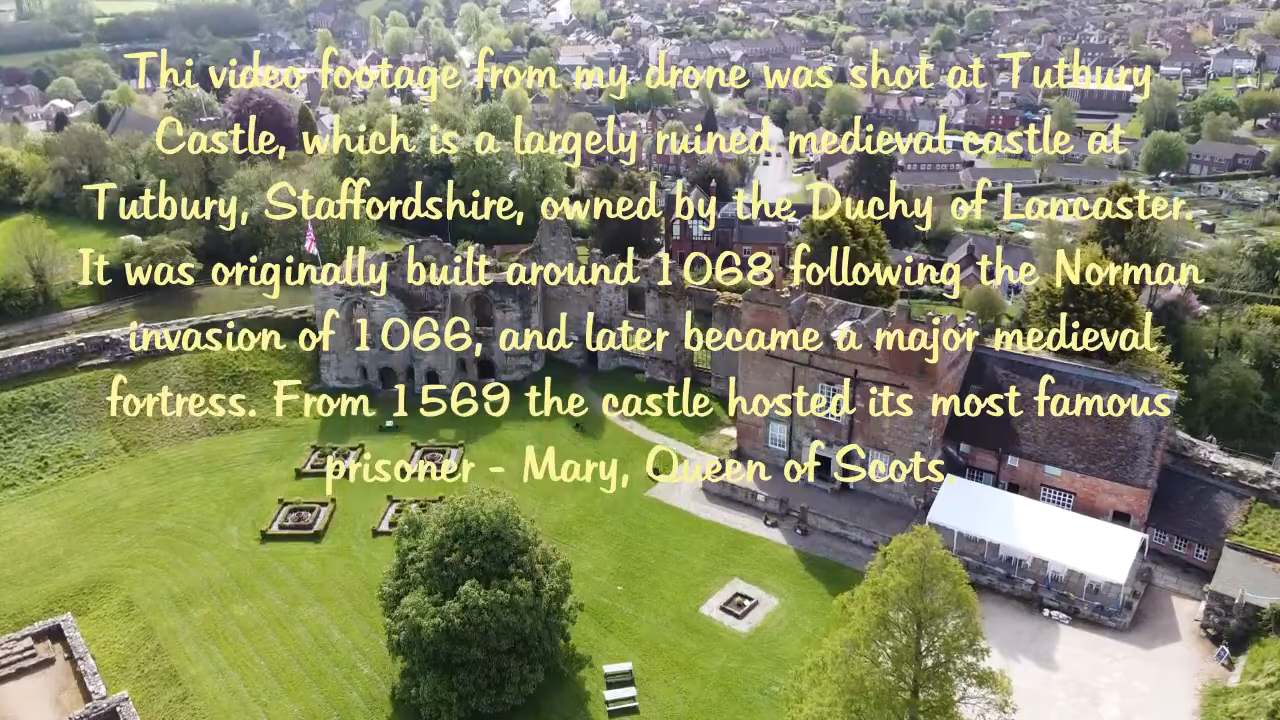 Thi video footage from my drone was shot at Tutbury
Castle, which is a largely ruined medieval castle at
Tutbury, Staffordshire, owned by the Duchy of Lancaster.
It was originally built around 1068 following the Norman
invasion of 1066, and later became a major medieval
fortress. From 1569 the castle hosted its most famous
prisoner - Mary, Queen of Scots.